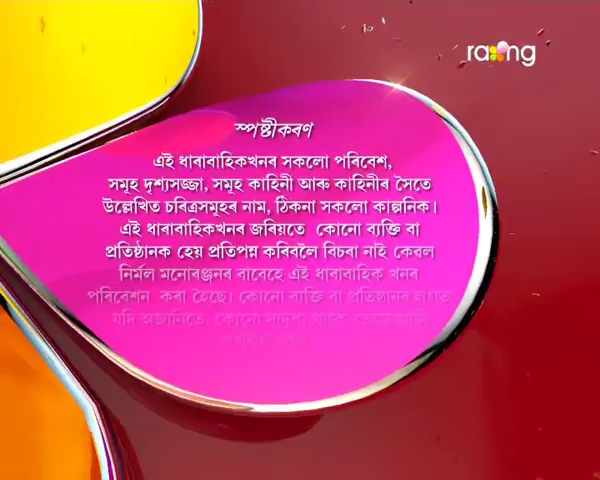 raang
স্পষ্টীকৰণ
এই ধাৰাবাহিকখনৰ সকলো পৰিবেশ,
সমূহ দৃশ্যসজ্জা, সমূহ কাহিনী আৰু কাহিনীৰ সৈতে
উল্লেখিত চৰিত্ৰসমূহৰ নাম, ঠিকনা সকলো কাল্পনিক।
এই ধাৰাবাহিকখনৰ জৰিয়তে কোনো ব্যক্তি বা
প্ৰতিষ্ঠানক হেয় প্ৰতিপন্ন কৰিবলৈ বিচৰা নাই কেৱল
নিৰ্মল মনোৰঞ্জনৰ বাবেহে এই ধাৰাবাহিক খনৰ
পৰিবেশন কৰা হৈছে। কোনো ব্যক্তি বা প্ৰতিষ্ঠানৰ লগত
যদি অজানিতে কোনো সাদৃশ্য থাকে